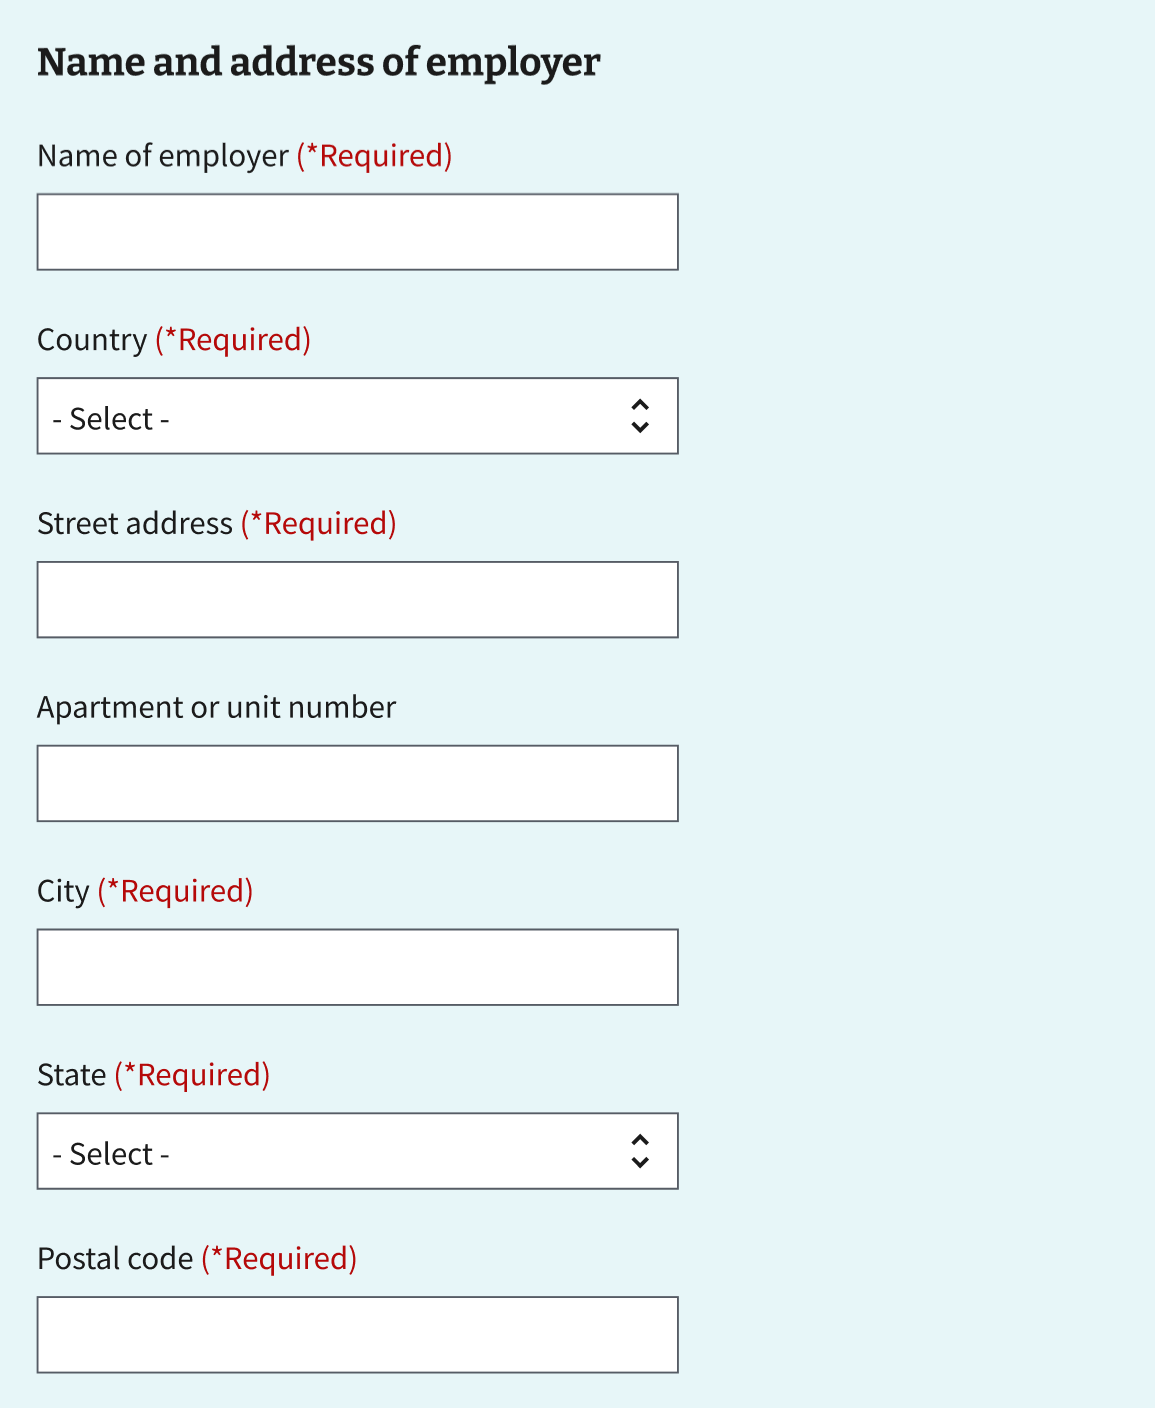 Name and address of employer
Name of employer (*Required)
Country (*Required)
- Select -
Street address (*Required)
Apartment or unit number
City (*Required)
State (*Required)
- Select -
Postal code (*Required)